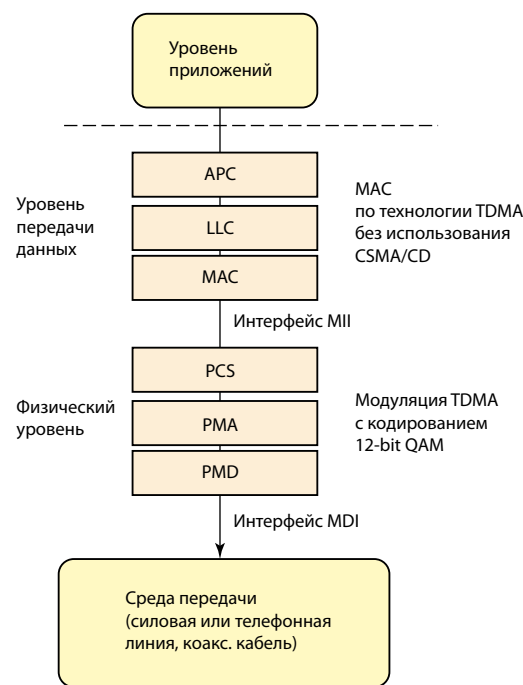 Уровень
приложений
APC
LLC
MAC
Уровень
передачи
данных
MAC
по технологии TDMA
без использования
CSMA/CD
Интерфейс MII
PCS
PMA
PMD
Физический
уровень
Модуляция TDMA
с кодированием
12-bit QAM
Интерфейс MDI
Среда передачи
(силовая или телефонная
линия, коакс. кабель)